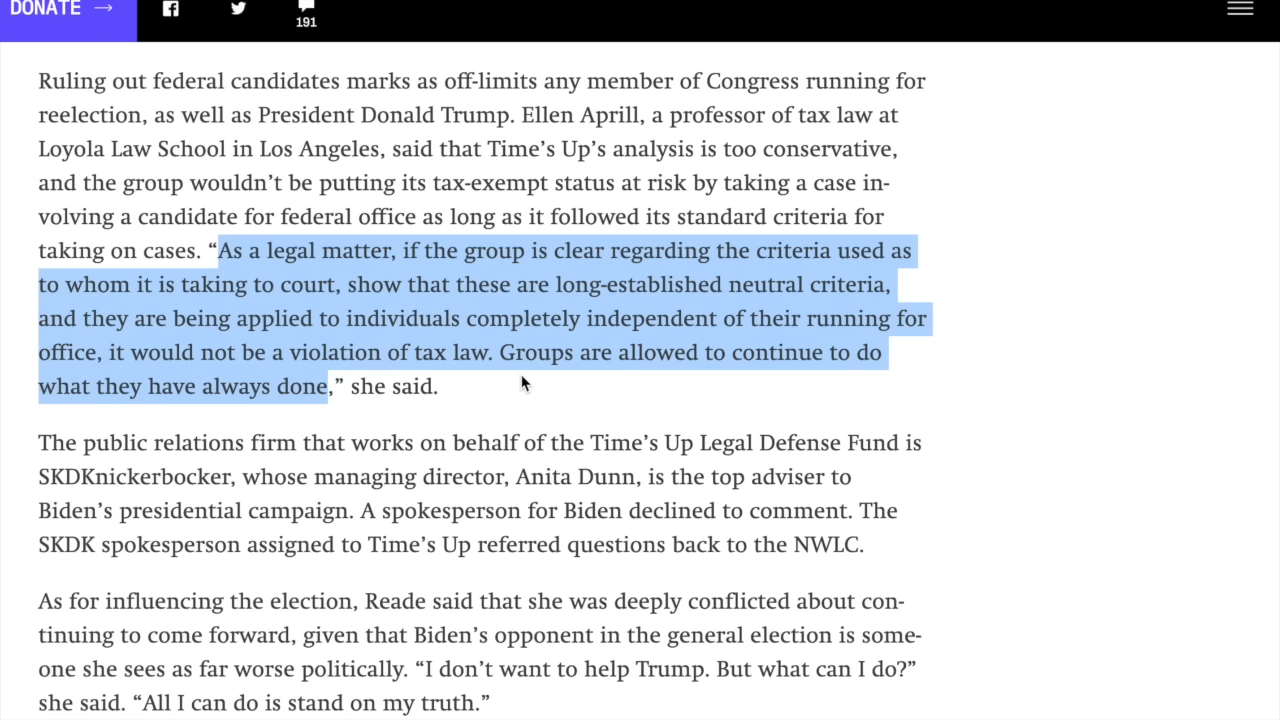 DONATE →
191
Ruling out federal candidates marks as off-limits any member of Congress running for
reelection, as well as President Donald Trump. Ellen Aprill, a professor of tax law at
Loyola Law School in Los Angeles, said that Time’s Up’s analysis is too conservative,
and the group wouldn’t be putting its tax-exempt status at risk by taking a case in-
volving a candidate for federal office as long as it followed its standard criteria for
taking on cases. “As a legal matter, if the group is clear regarding the criteria used as
to whom it is taking to court, show that these are long-established neutral criteria,
and they are being applied to individuals completely independent of their running for
office, it would not be a violation of tax law. Groups are allowed to continue to do
what they have always done,” she said.
The public relations firm that works on behalf of the Time’s Up Legal Defense Fund is
SKDKnickerbocker, whose managing director, Anita Dunn, is the top adviser to
Biden’s presidential campaign. A spokesperson for Biden declined to comment. The
SKDK spokesperson assigned to Time’s Up referred questions back to the NWLC.
As for influencing the election, Reade said that she was deeply conflicted about con-
tinuing to come forward, given that Biden’s opponent in the general election is some-
one she sees as far worse politically. “I don’t want to help Trump. But what can I do?”
she said. “All I can do is stand on my truth.”